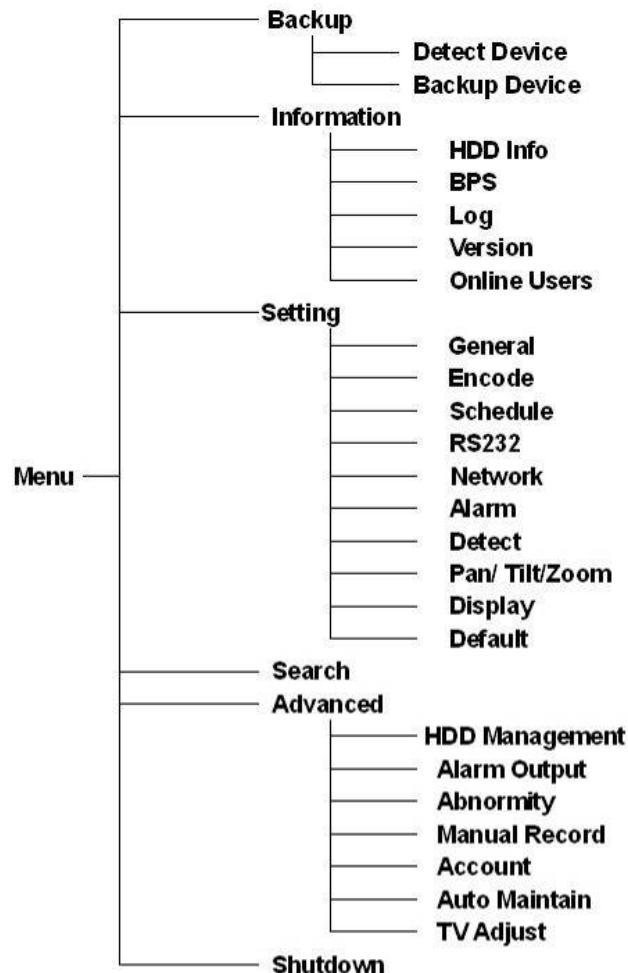 Backup
Detect Device
Backup Device
Information
HDD Info
BPS
Log
Version
Online Users
Setting
General
Encode
Schedule
RS232
Menu
Network
Alarm
Detect
Pan/ Tilt/Zoom
Display
Default
Search
Advanced
HDD Management
Alarm Output
Abnormity
Manual Record
Account
Auto Maintain
TV Adjust
Shutdown